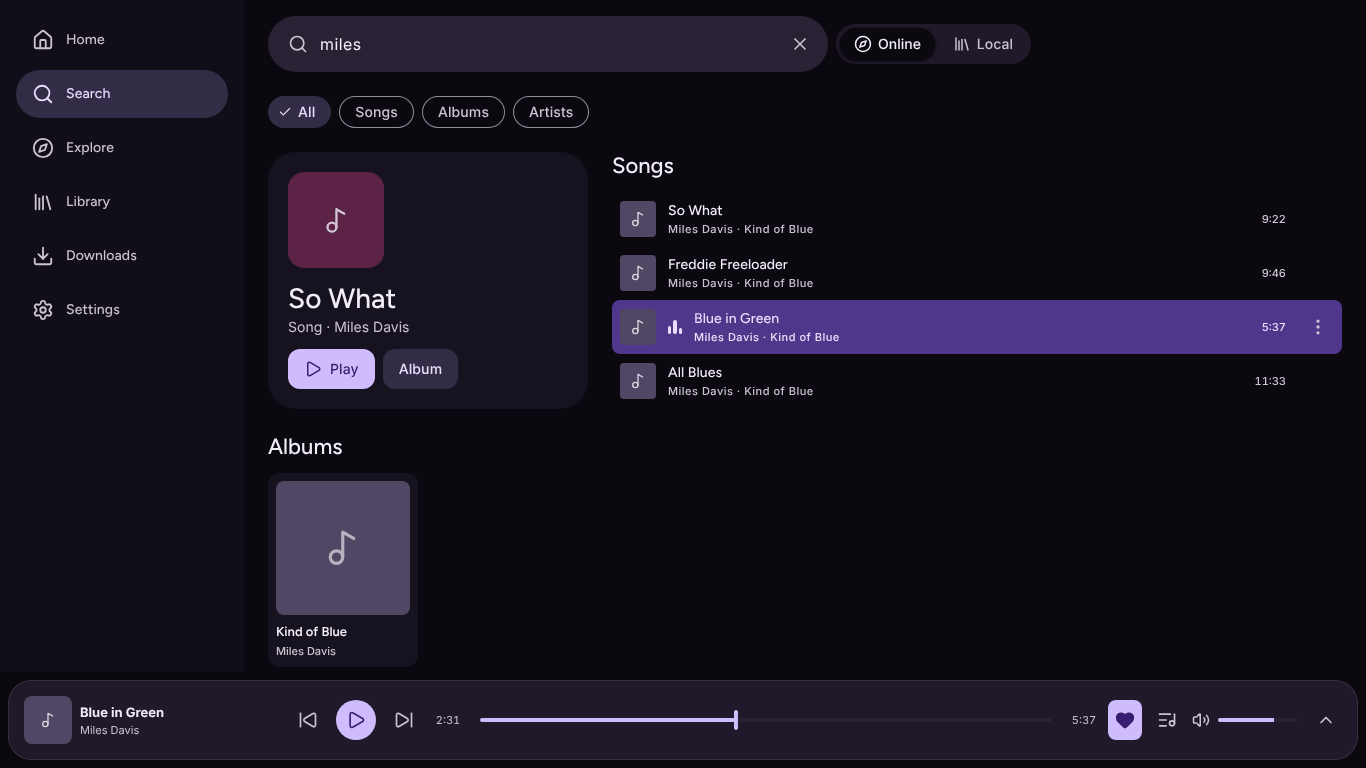 Home
Search
Explore
Library
Downloads
Settings
miles
Online
Local
All
Songs
Albums
Artists
So What
Song · Miles Davis
Play
Album
Songs
So What
Miles Davis · Kind of Blue
9:22
Freddie Freeloader
Miles Davis · Kind of Blue
9:46
Blue in Green
Miles Davis · Kind of Blue
5:37
All Blues
Miles Davis · Kind of Blue
11:33
Albums
Kind of Blue
Miles Davis
Blue in Green
Miles Davis
2:31
5:37